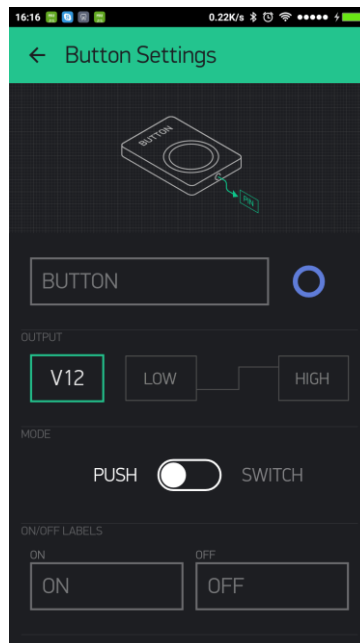 16:16 0.22K/s
Button Settings
BUTTON
PIN
BUTTON
OUTPUT
V12 LOW HIGH
MODE
PUSH SWITCH
ON/OFF LABELS
ON OFF
ON OFF